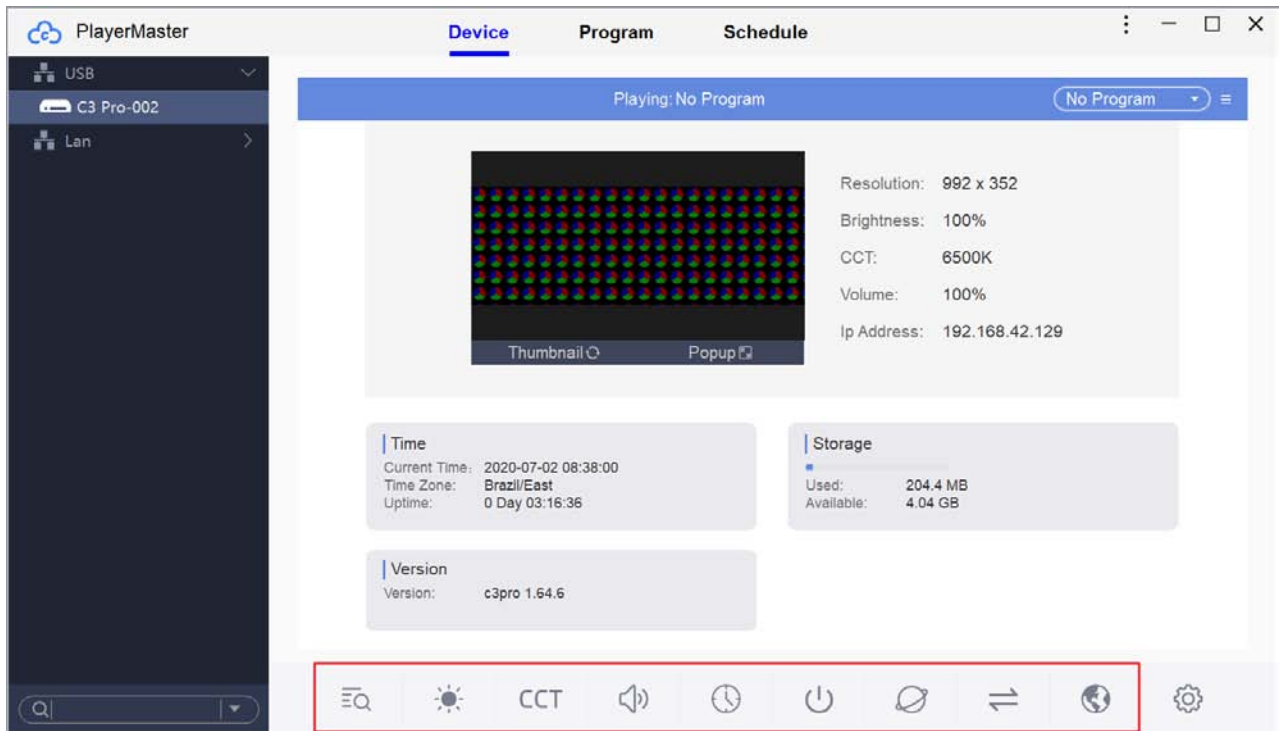 PlayerMaster
Device Program Schedule
USB
C3 Pro-002
Lan
Playing: No Program
No Program
Resolution: 992 x 352
Brightness: 100%
CCT: 6500K
Volume: 100%
Ip Address: 192.168.42.129
Thumbnail Popup
Time
Current Time: 2020-07-02 08:38:00
Time Zone: Brazil/East
Uptime: 0 Day 03:16:36
Storage
Used: 204.4 MB
Available: 4.04 GB
Version
Version: c3pro 1.64.6
CCT